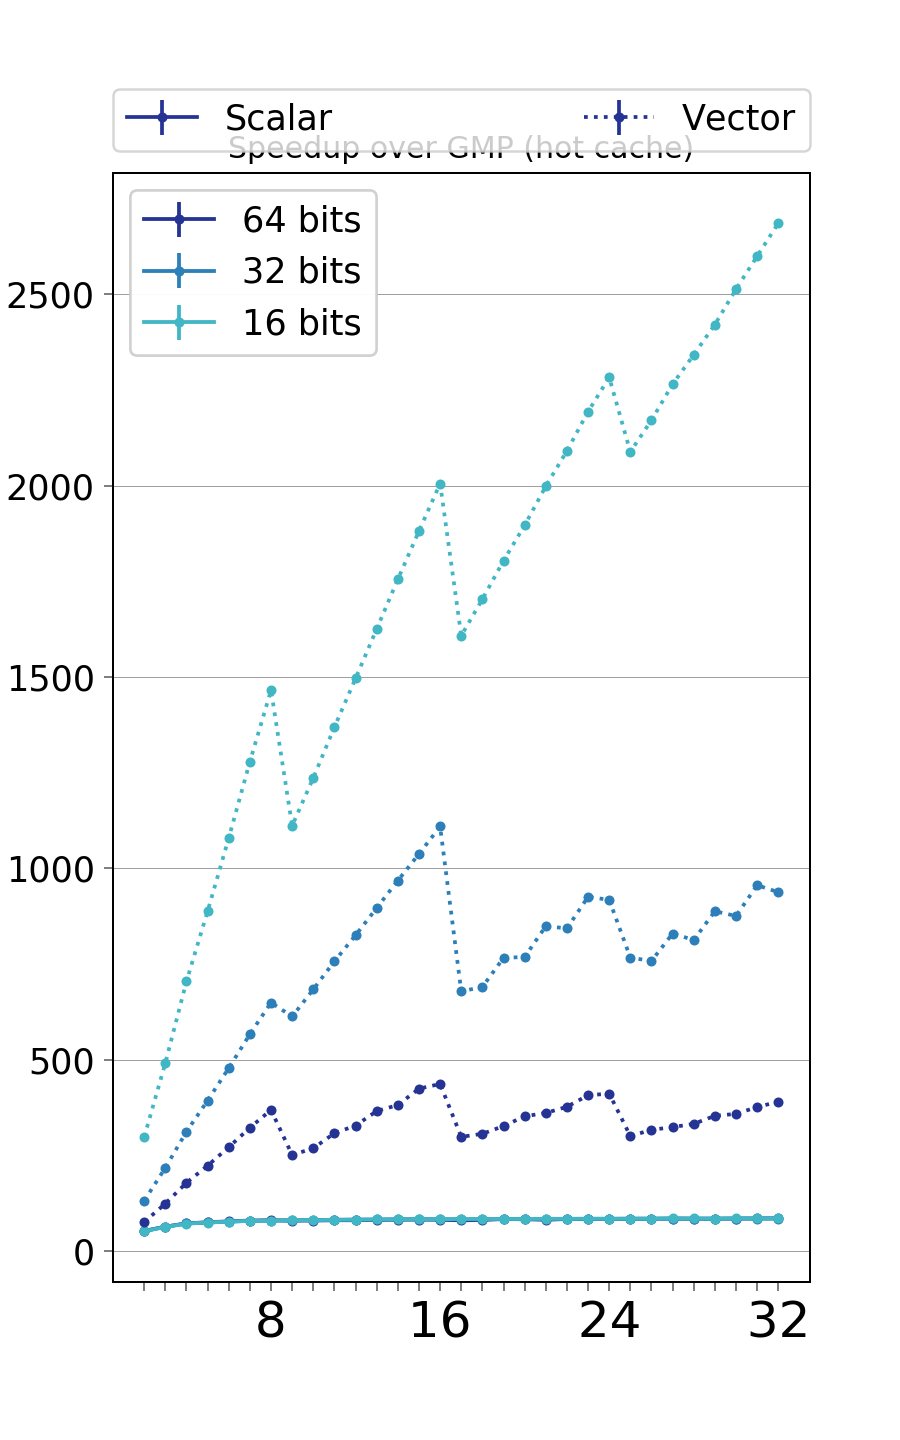 Scalar Vector
Speedup over GMP (hot cache)
64 bits
32 bits
16 bits
2500
2000
1500
1000
500
0
8 16 24 32